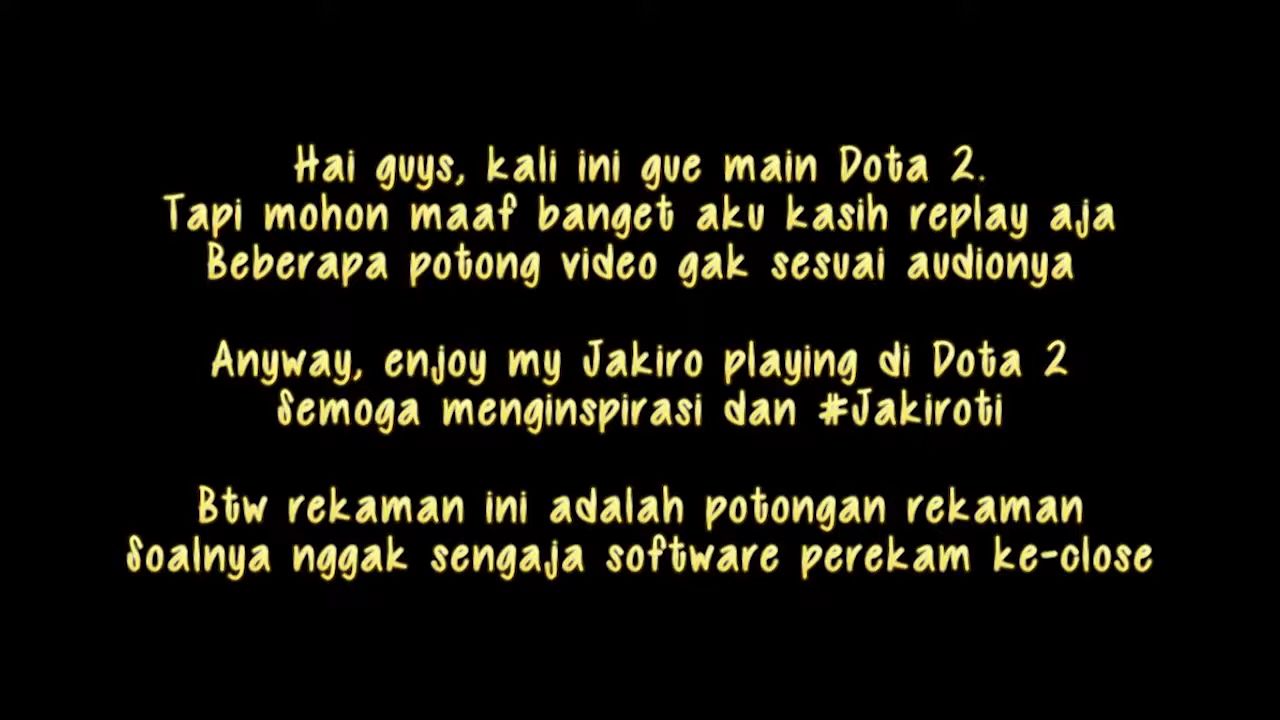 Hai guys, kali ini gue main Dota 2.
Tapi mohon maaf banget aku kasih replay aja
Beberapa potong video gak sesuai audionya
Anyway, enjoy my Jakiro playing di Dota 2
Semoga menginspirasi dan #Jakiroti
Btw rekaman ini adalah potongan rekaman
Soalnya nggak sengaja software perekam ke-close